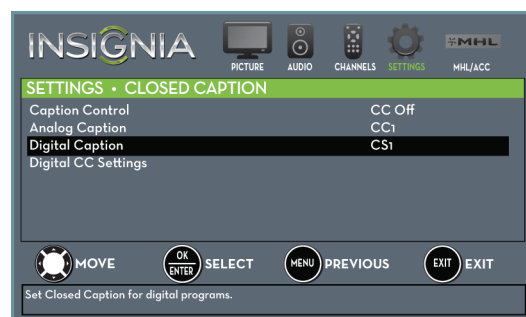 INSIGNIA
PICTURE AUDIO CHANNELS SETTINGS MHL MHL/ACC
SETTINGS • CLOSED CAPTION
Caption Control CC Off
Analog Caption CC1
Digital Caption CS1
Digital CC Settings
MOVE OK ENTER SELECT MENU PREVIOUS EXIT EXIT
Set Closed Caption for digital programs.